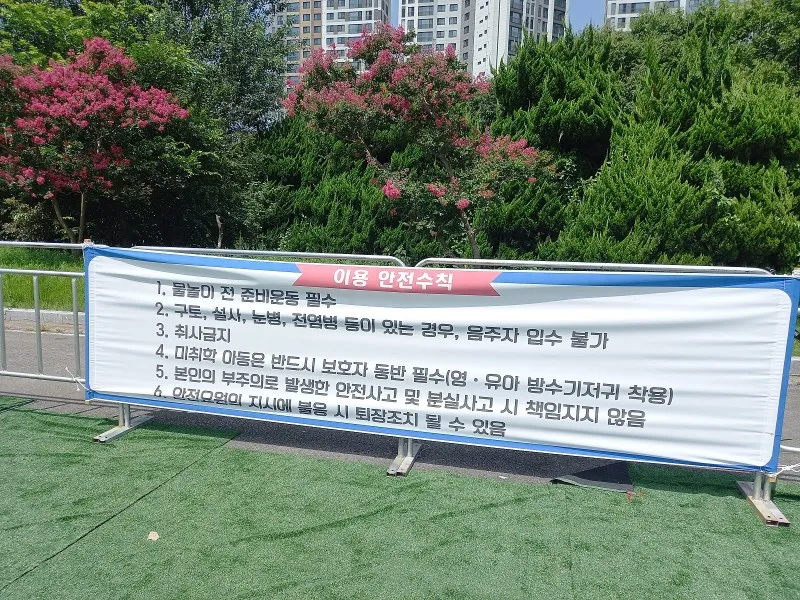 이용 안전수칙
1. 물놀이 전 준비운동 필수
2. 구토, 설사, 눈병, 전염병 등이 있는 경우, 음주자 입수 불가
3. 취사금지
4. 미취학 아동은 반드시 보호자 동반 필수(영・유아 방수기저귀 착용)
5. 본인의 부주의로 발생한 안전사고 및 분실사고 시 책임지지 않음
6. 안전요원의 지시에 불응 시 퇴장조치 될 수 있음